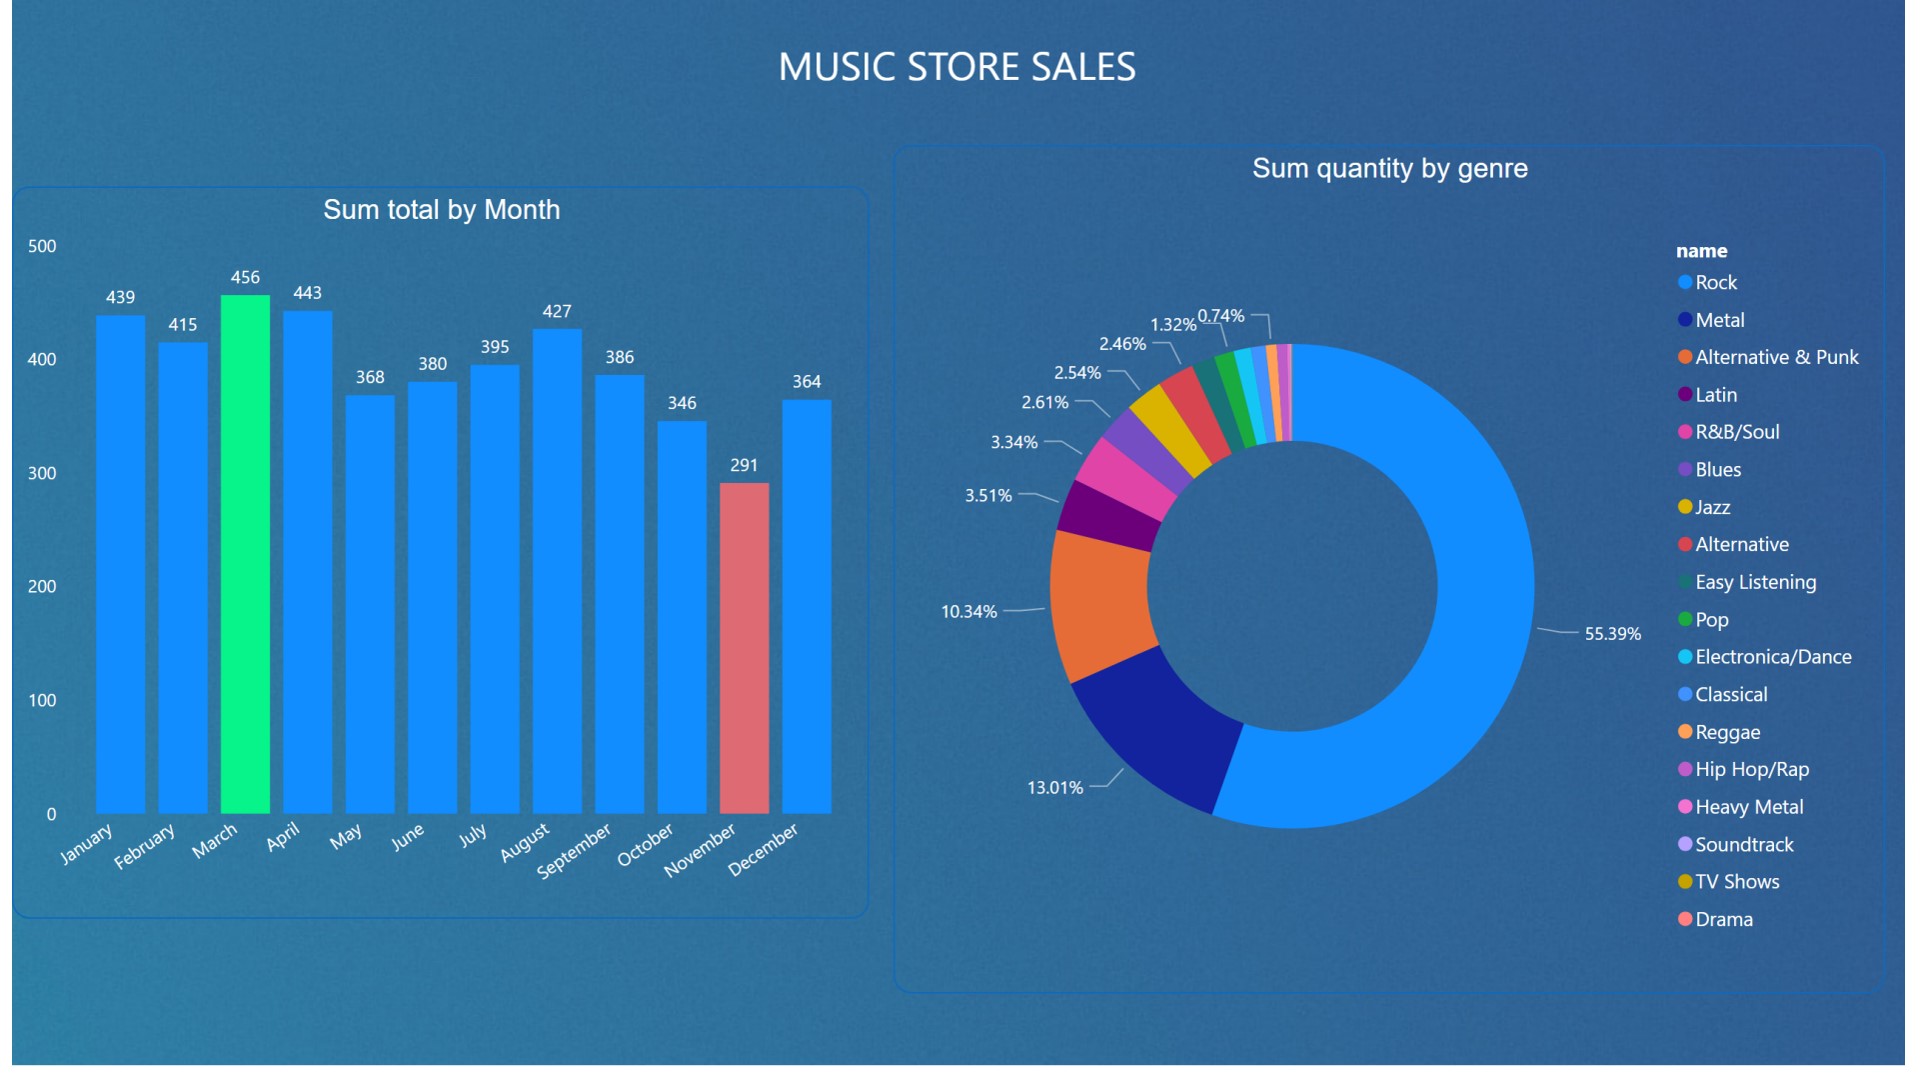 MUSIC STORE SALES
Sum total by Month
500
400
300
200
100
0
439
415
456
443
368
380
395
427
386
346
291
364
January
February
March
April
May
June
July
August
September
October
November
December
Sum quantity by genre
0.74%
1.32%
2.46%
2.54%
2.61%
3.34%
3.51%
10.34%
13.01%
55.39%
name
Rock
Metal
Alternative & Punk
Latin
R&B/Soul
Blues
Jazz
Alternative
Easy Listening
Pop
Electronica/Dance
Classical
Reggae
Hip Hop/Rap
Heavy Metal
Soundtrack
TV Shows
Drama